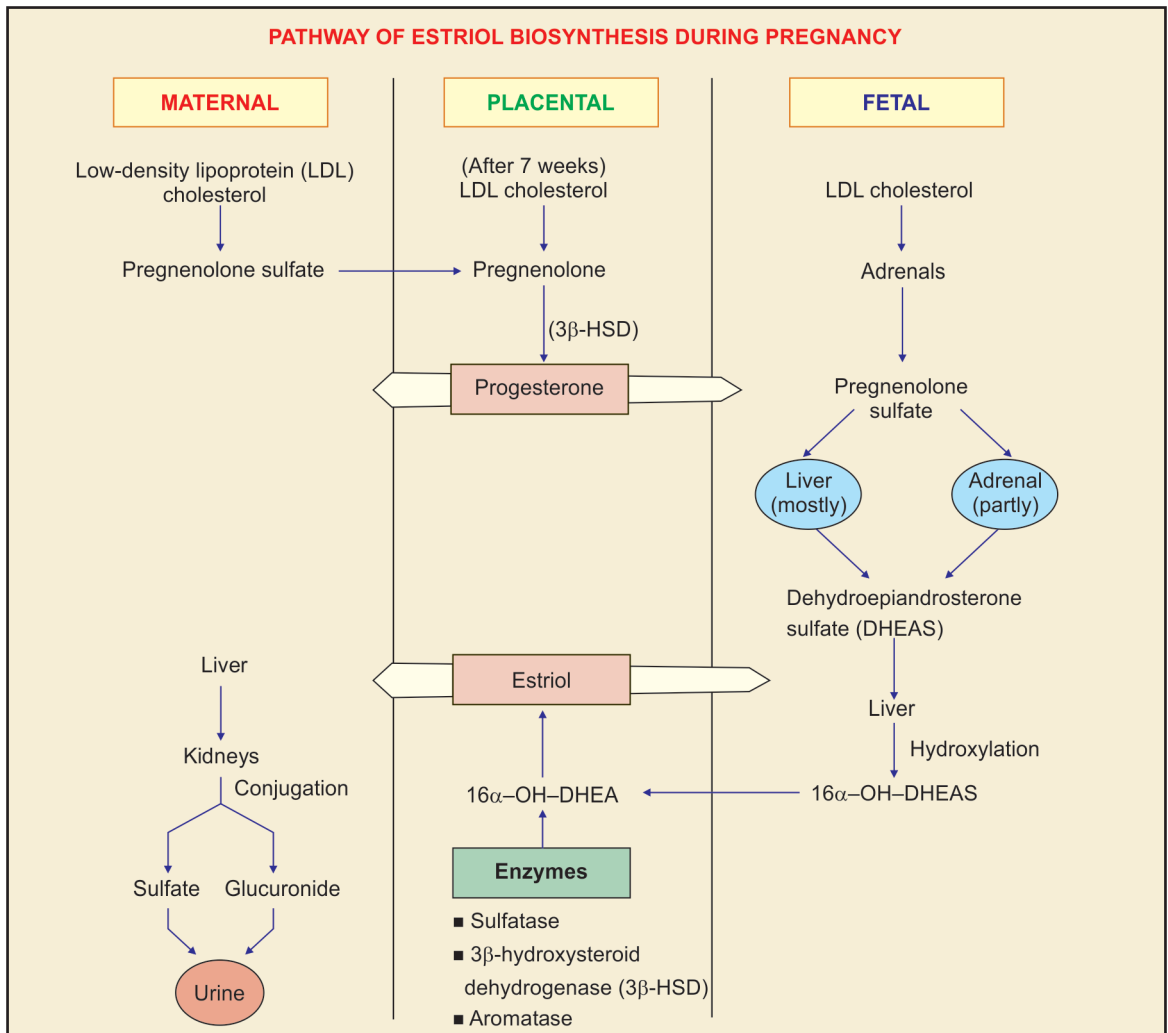 PATHWAY OF ESTRIOL BIOSYNTHESIS DURING PREGNANCY
MATERNAL
Low-density lipoprotein (LDL)
cholesterol
Pregnenolone sulfate
Liver
Kidneys
Conjugation
Sulfate
Glucuronide
Urine
PLACENTAL
(After 7 weeks)
LDL cholesterol
Pregnenolone
(3β-HSD)
Progesterone
Estriol
16α–OH–DHEA
Enzymes
■ Sulfatase
■ 3β-hydroxysteroid
dehydrogenase (3β-HSD)
■ Aromatase
FETAL
LDL cholesterol
Adrenals
Pregnenolone
sulfate
Liver
(mostly)
Adrenal
(partly)
Dehydroepiandrosterone
sulfate (DHEAS)
Liver
Hydroxylation
16α–OH–DHEAS